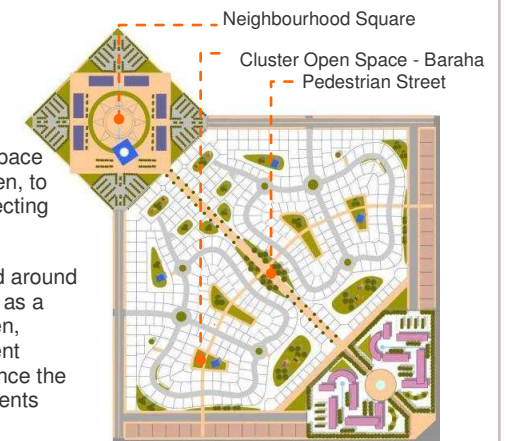 Neighbourhood Square
Cluster Open Space - Baraha
Pedestrian Street
pace
en, to
ecting
d around
as a
en,
ent
nce the
ents